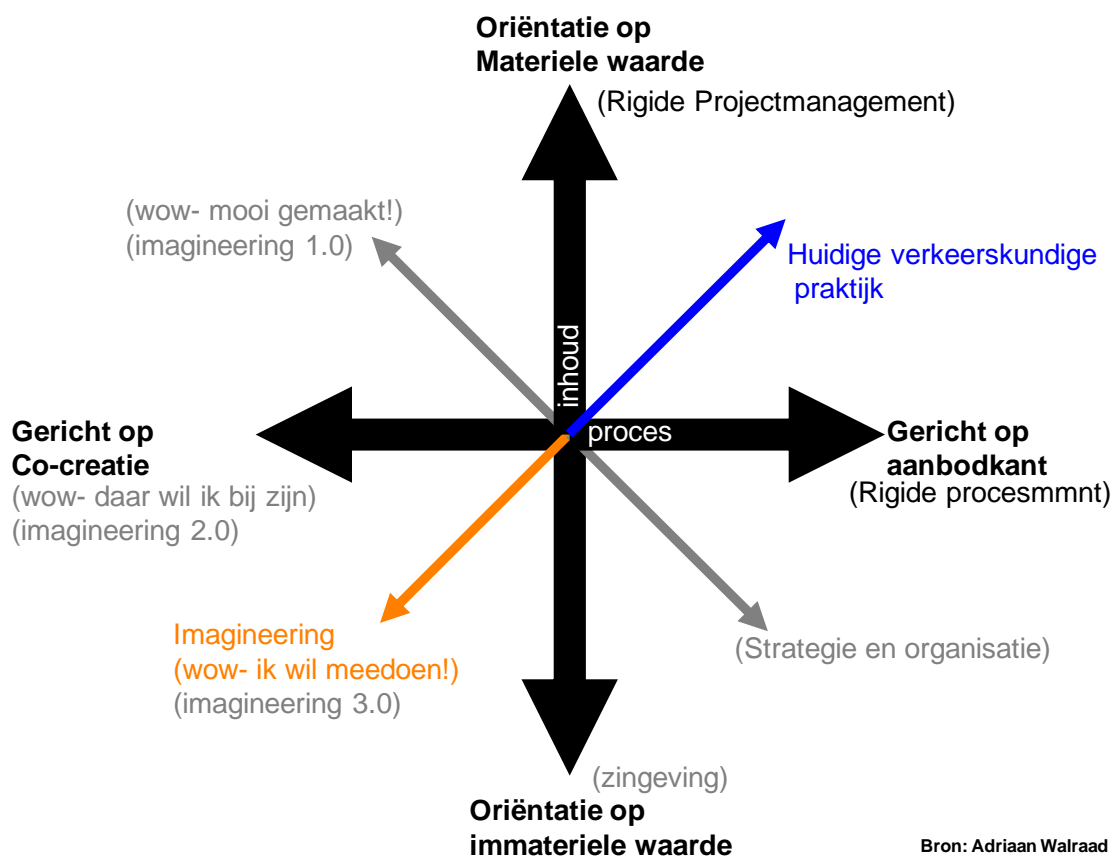 Oriëntatie op
Materiele waarde
(Rigide Projectmanagement)
(wow- mooi gemaakt!)
(imagineering 1.0)
Huidige verkeerskundige
praktijk
inhoud
proces
Gericht op
Co-creatie
(wow- daar wil ik bij zijn)
(imagineering 2.0)
Gericht op
aanbodkant
(Rigide procesmmnt)
Imagineering
(wow- ik wil meedoen!)
(imagineering 3.0)
(Strategie en organisatie)
(zingeving)
Oriëntatie op
immateriele waarde
Bron: Adriaan Walraad